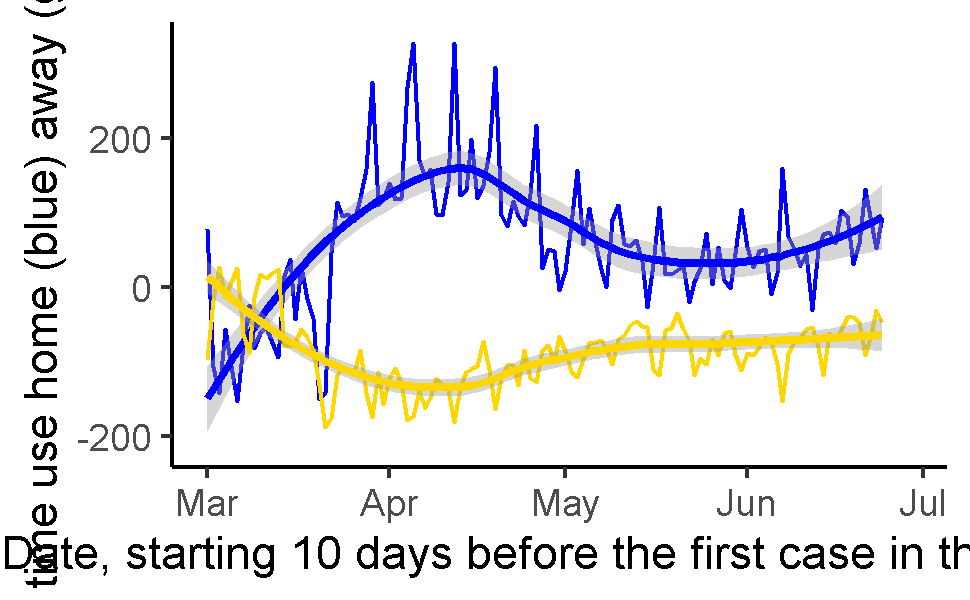 time use home (blue) away (
200
0
-200
Mar Apr May Jun Jul
Date, starting 10 days before the first case in th